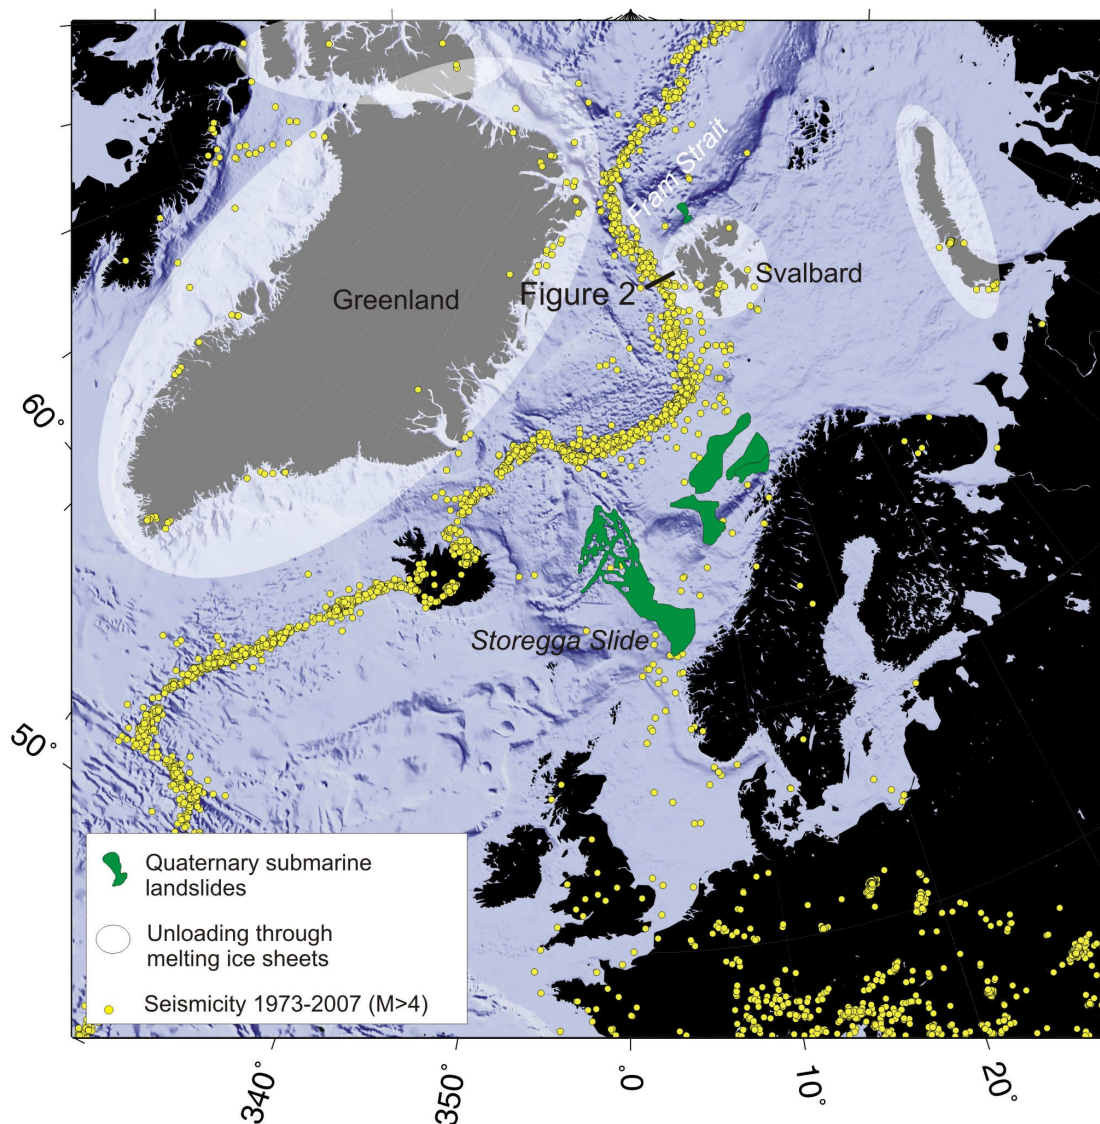 Fram Strait
Svalbard
Greenland
Figure 2
60°
Storegga Slide
50°
Quaternary submarine
landslides
Unloading through
melting ice sheets
Seismicity 1973-2007 (M>4)
340°
350°
0°
10°
20°